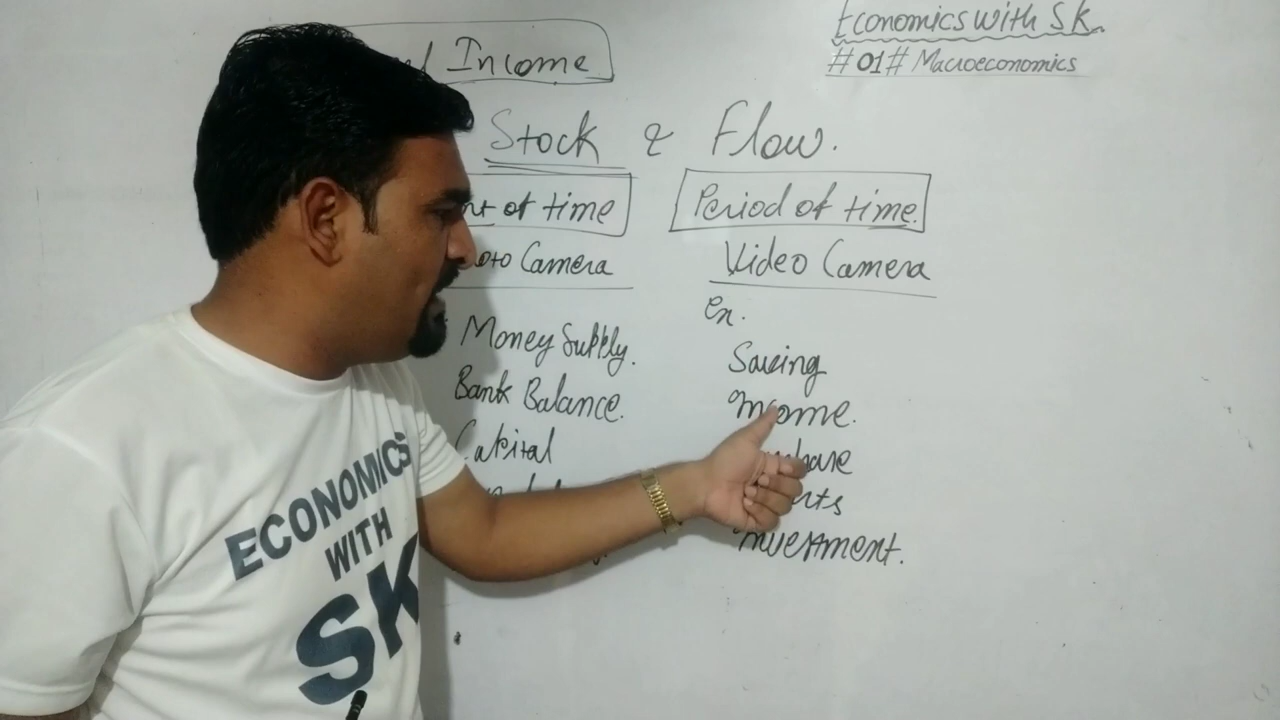 Economics with SK.
#01# Macroeconomics
Income
Stock & Flow.
of time
Period of time.
Camera
Video Camera
Ex.
Money Supply.
Saving
Bank Balance.
Income.
Capital
Investment.
ECONOMICS
WITH
SK